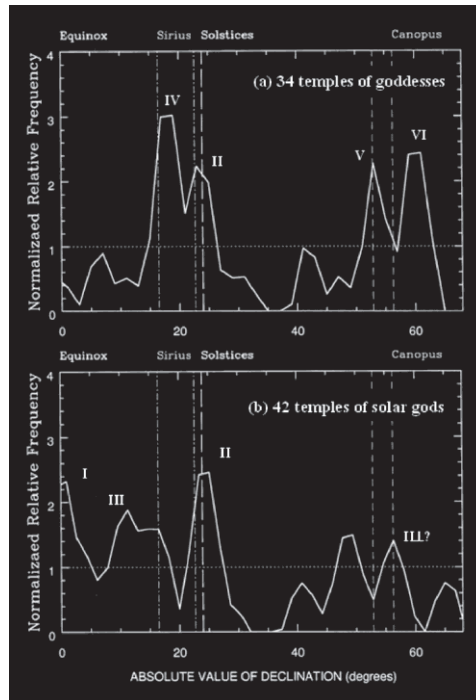 Equinox Sirius Solstices Canopus
4
(a) 34 temples of goddesses
IV
VI
3
V
II
2
1
0
Normalizaed Relative Frequency
0 20 40 60
Equinox Sirius Solstices Canopus
4
(b) 42 temples of solar gods
3
II
I
III
2
II⊥?
1
0
Normalizaed Relative Frequency
0 20 40 60
ABSOLUTE VALUE OF DECLINATION (degrees)